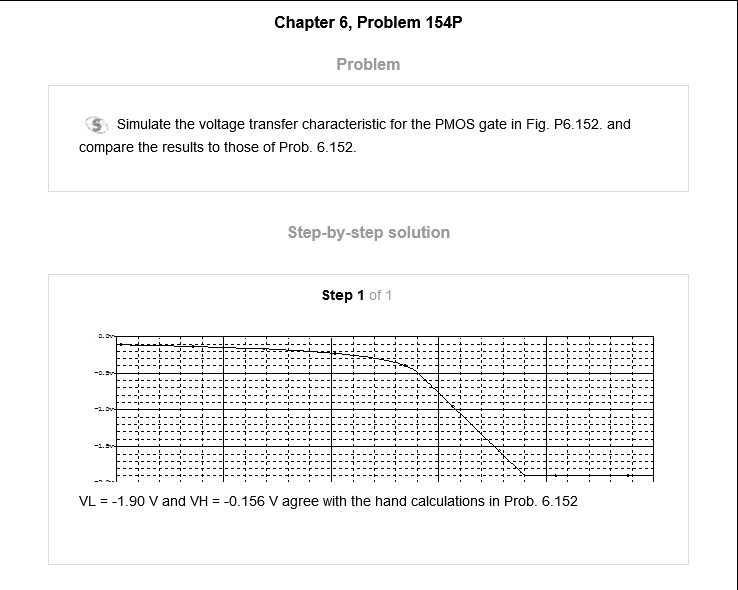 Chapter 6, Problem 154P
Problem
Simulate the voltage transfer characteristic for the PMOS gate in Fig. P6.152. and
compare the results to those of Prob. 6.152.
Step-by-step solution
Step 1 of 1
0.0v
-0.5v
-1.0v
-1.5v
VL = -1.90 V and VH = -0.156 V agree with the hand calculations in Prob. 6.152